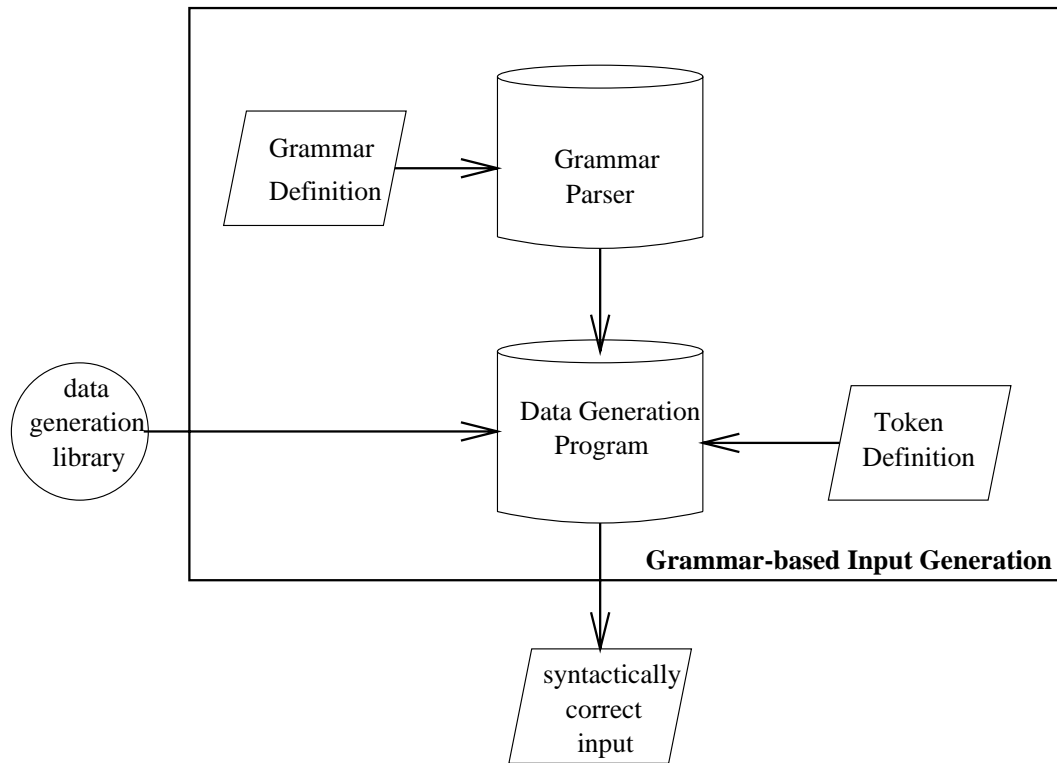 Grammar
Definition
Grammar
Parser
data
generation
library
Data Generation
Program
Token
Definition
Grammar-based Input Generation
syntactically
correct
input